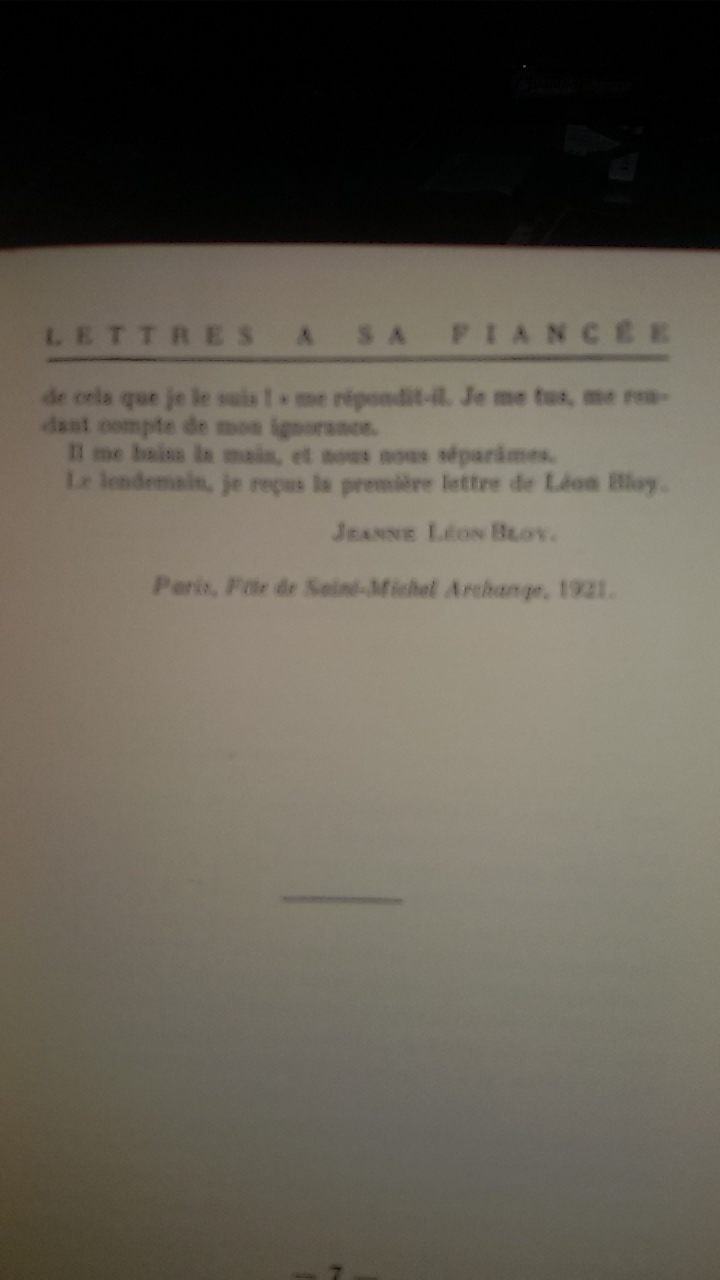 LETTRES A SA FIANCÉE
de cela que je le suis ! » me répondit-il. Je me tus, me ren-
dant compte de mon ignorance.
Il me baisa la main, et nous nous séparâmes.
Le lendemain, je reçus la première lettre de Léon Bloy.
JEANNE LÉON BLOY.
Paris, Fête de Saint-Michel Archange, 1921.
— 7 —